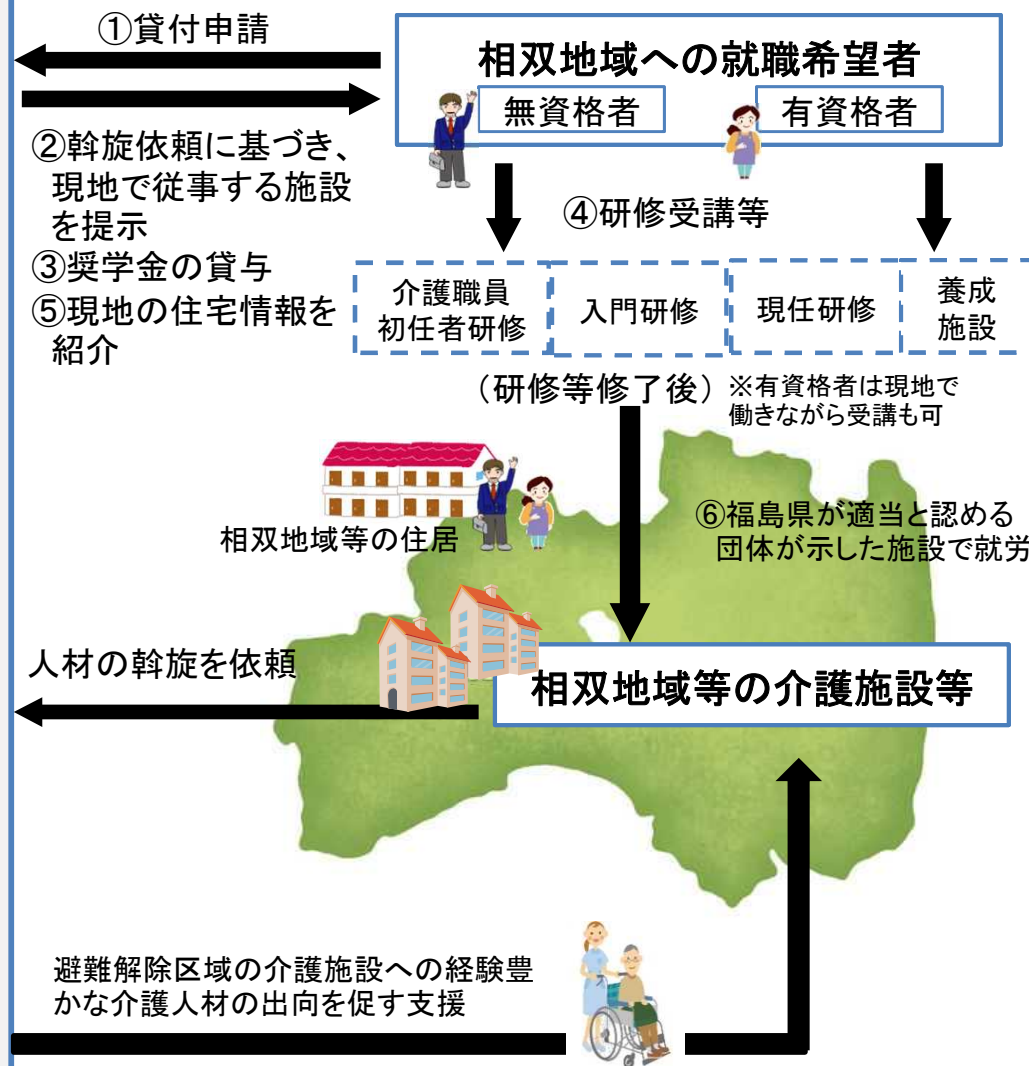 ①貸付申請
相双地域への就職希望者
無資格者
有資格者
②斡旋依頼に基づき、
現地で従事する施設
を提示
③奨学金の貸与
⑤現地の住宅情報を
紹介
④研修受講等
介護職員
初任者研修
入門研修
現任研修
養成
施設
(研修等修了後)
※有資格者は現地で
働きながら受講も可
相双地域等の住居
⑥福島県が適当と認める
団体が示した施設で就労
人材の斡旋を依頼
相双地域等の介護施設等
避難解除区域の介護施設への経験豊
かな介護人材の出向を促す支援